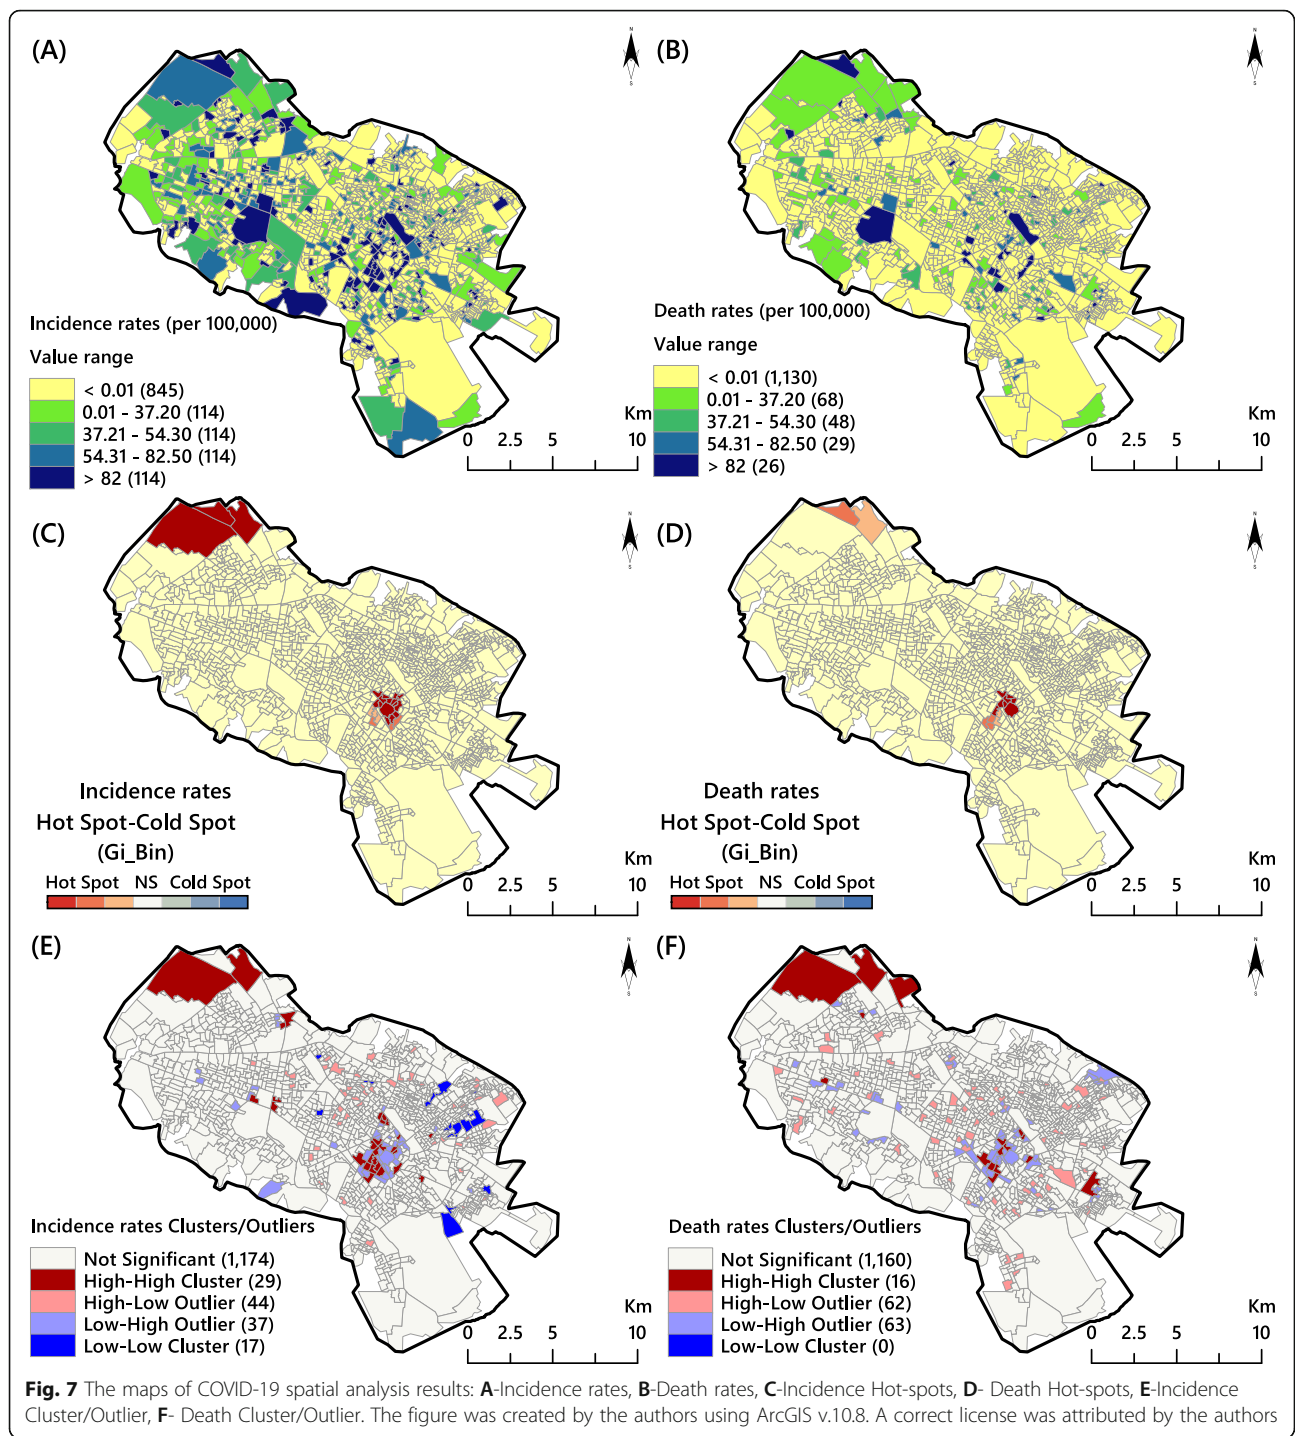 (A)
N
S
Incidence rates (per 100,000)
Value range
< 0.01 (845)
0.01 - 37.20 (114)
37.21 - 54.30 (114)
54.31 - 82.50 (114)
> 82 (114)
Km
0 2.5 5 10
(B)
N
S
Death rates (per 100,000)
Value range
< 0.01 (1,130)
0.01 - 37.20 (68)
37.21 - 54.30 (48)
54.31 - 82.50 (29)
> 82 (26)
Km
0 2.5 5 10
(C)
N
S
Incidence rates
Hot Spot-Cold Spot
(Gi_Bin)
Hot Spot NS Cold Spot
Km
0 2.5 5 10
(D)
N
S
Death rates
Hot Spot-Cold Spot
(Gi_Bin)
Hot Spot NS Cold Spot
Km
0 2.5 5 10
(E)
N
S
Incidence rates Clusters/Outliers
Not Significant (1,174)
High-High Cluster (29)
High-Low Outlier (44)
Low-High Outlier (37)
Low-Low Cluster (17)
Km
0 2.5 5 10
(F)
N
S
Death rates Clusters/Outliers
Not Significant (1,160)
High-High Cluster (16)
High-Low Outlier (62)
Low-High Outlier (63)
Low-Low Cluster (0)
Km
0 2.5 5 10
Fig. 7 The maps of COVID-19 spatial analysis results: A-Incidence rates, B-Death rates, C-Incidence Hot-spots, D- Death Hot-spots, E-Incidence
Cluster/Outlier, F- Death Cluster/Outlier. The figure was created by the authors using ArcGIS v.10.8. A correct license was attributed by the authors